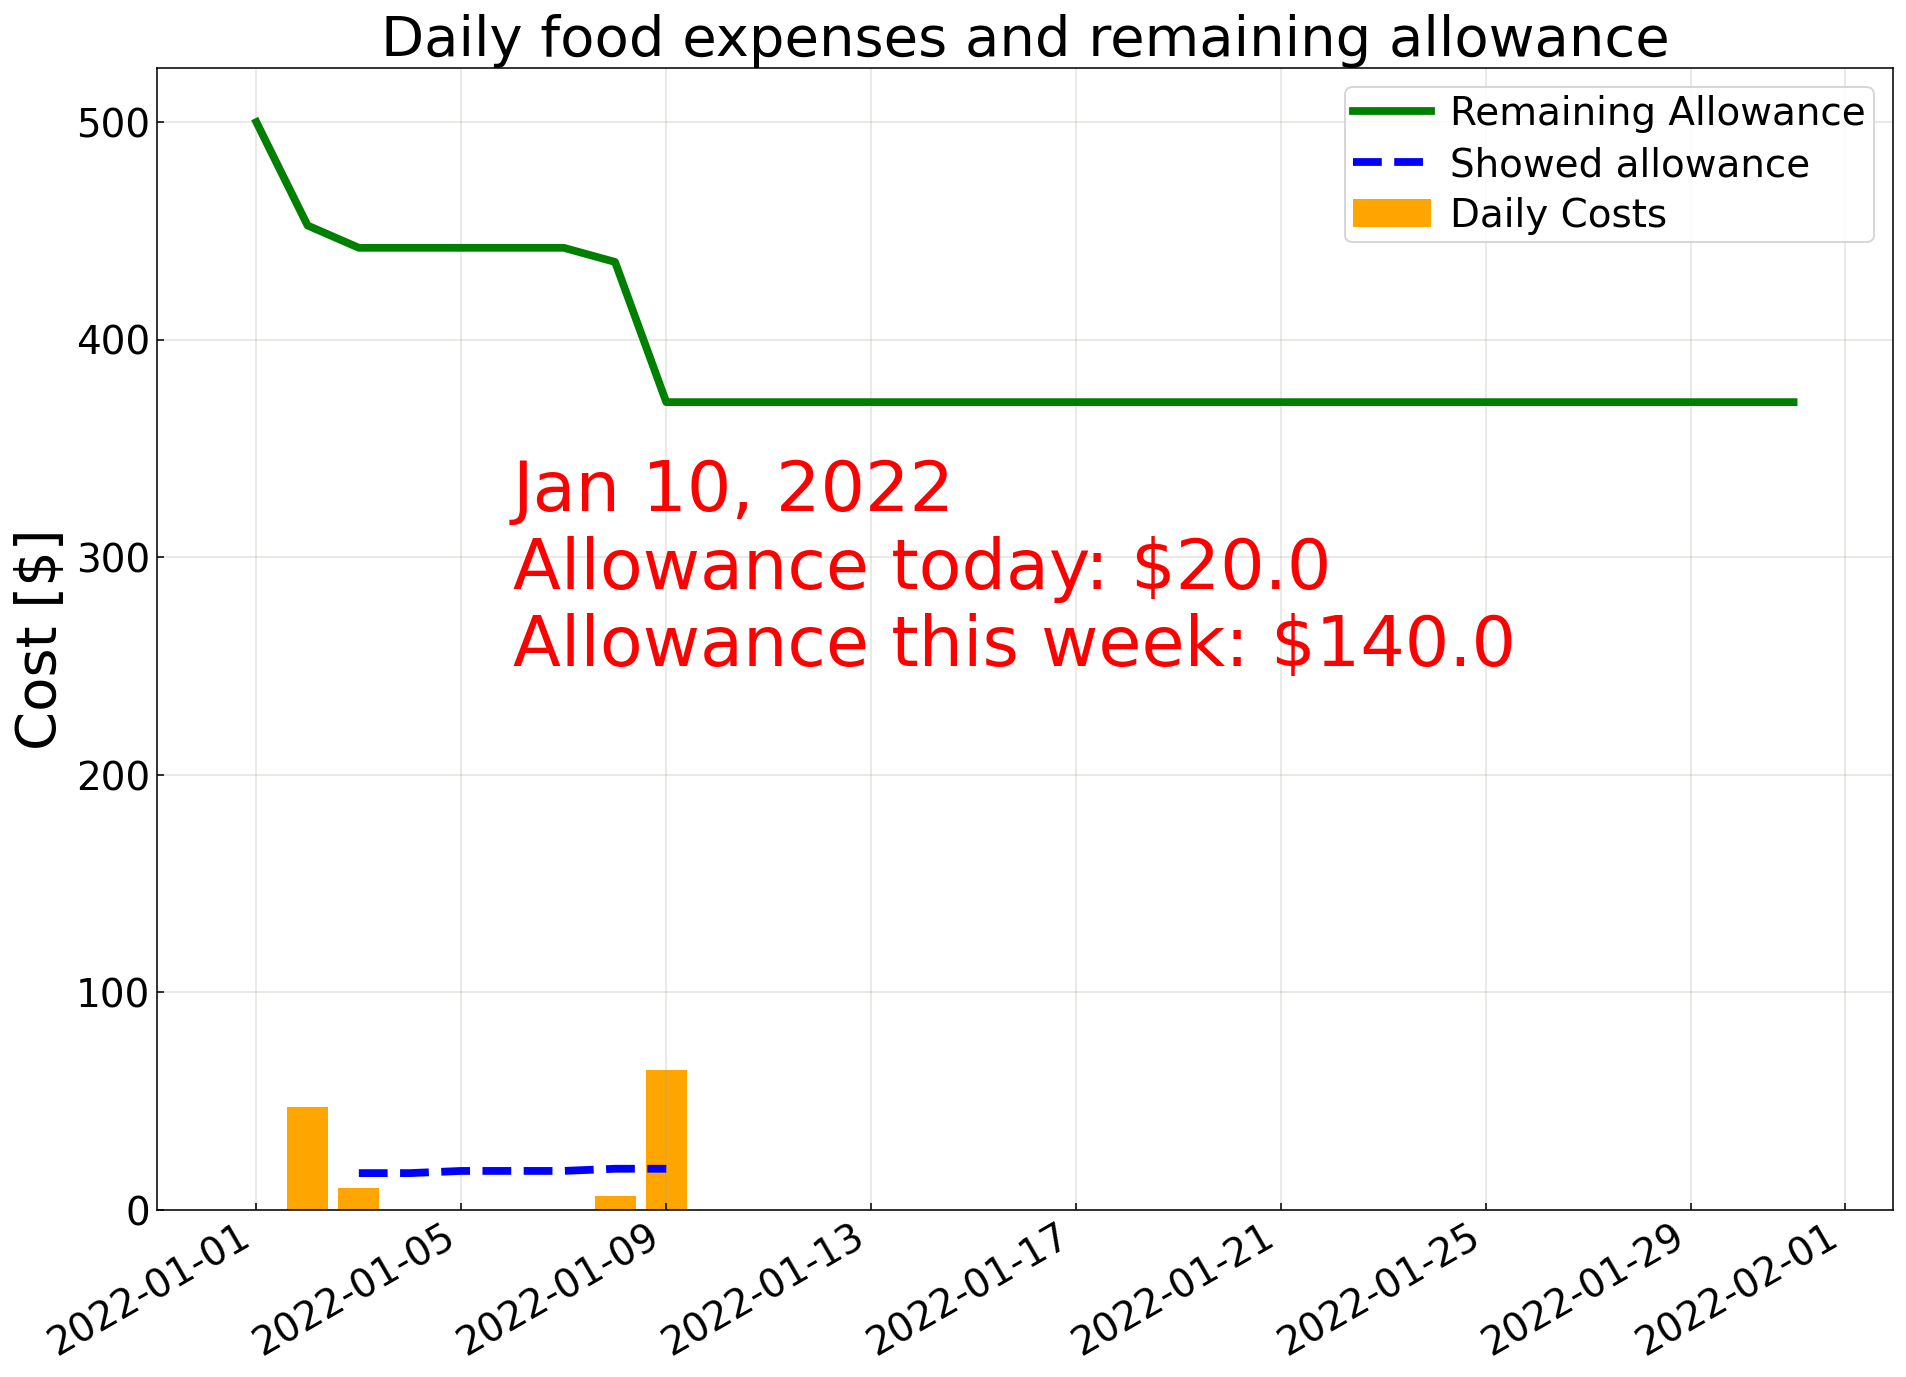 Daily food expenses and remaining allowance
Remaining Allowance
Showed allowance
Daily Costs
Cost [$]
500
400
300
200
100
0
Jan 10, 2022
Allowance today: $20.0
Allowance this week: $140.0
2022-01-01
2022-01-05
2022-01-09
2022-01-13
2022-01-17
2022-01-21
2022-01-25
2022-01-29
2022-02-01